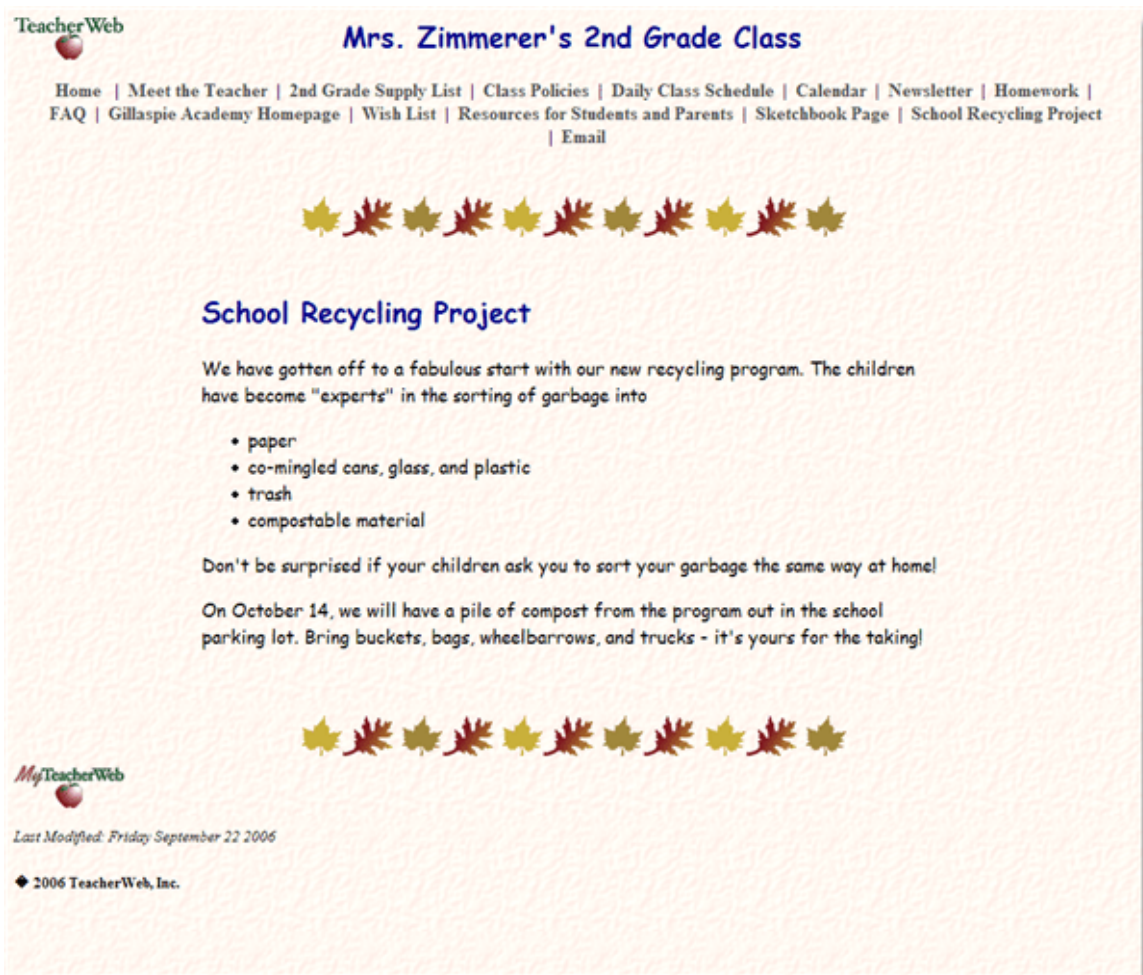 TeacherWeb
Mrs. Zimmerer's 2nd Grade Class
Home | Meet the Teacher | 2nd Grade Supply List | Class Policies | Daily Class Schedule | Calendar | Newsletter | Homework |
FAQ | Gillaspie Academy Homepage | Wish List | Resources for Students and Parents | Sketchbook Page | School Recycling Project
| Email
School Recycling Project
We have gotten off to a fabulous start with our new recycling program. The children
have become "experts" in the sorting of garbage into
• paper
• co-mingled cans, glass, and plastic
• trash
• compostable material
Don't be surprised if your children ask you to sort your garbage the same way at home!
On October 14, we will have a pile of compost from the program out in the school
parking lot. Bring buckets, bags, wheelbarrows, and trucks - it's yours for the taking!
MyTeacherWeb
Last Modified: Friday September 22 2006
� 2006 TeacherWeb, Inc.